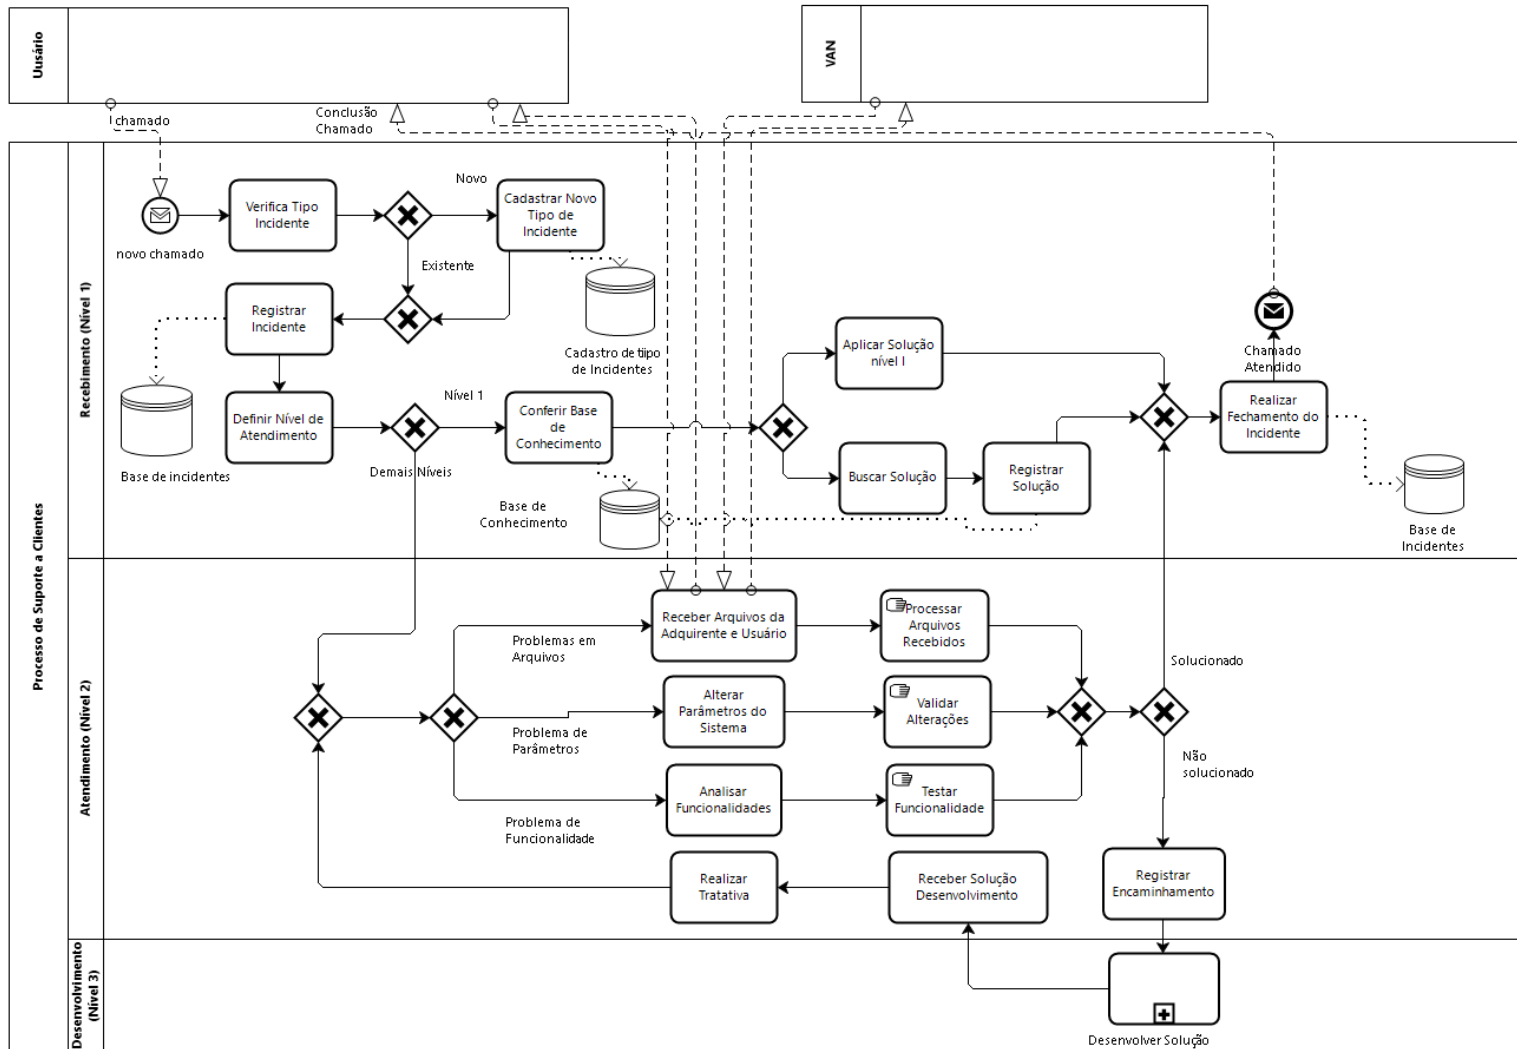 Uusário
VAN
chamado
Conclusão
Chamado
Processo de Suporte a Clientes
Recebimento (Nível 1)
novo chamado
Verifica Tipo
Incidente
Novo
Existente
Cadastrar Novo
Tipo de
Incidente
Cadastro de tiipo
de Incidentes
Registrar
Incidente
Base de incidentes
Definir Nível de
Atendimento
Nível 1
Demais Níveis
Conferir Base
de
Conhecimento
Base de
Conhecimento
Aplicar Solução
nível I
Buscar Solução
Registrar
Solução
Chamado
Atendido
Realizar
Fechamento do
Incidente
Base de
Incidentes
Atendimento (Nível 2)
Problemas em
Arquivos
Receber Arquivos da
Adquirente e Usuário
Processar
Arquivos
Recebidos
Problema de
Parâmetros
Alterar
Parâmetros do
Sistema
Validar
Alterações
Problema de
Funcionalidade
Analisar
Funcionalidades
Testar
Funcionalidade
Solucionado
Não
solucionado
Realizar
Tratativa
Receber Solução
Desenvolvimento
Registrar
Encaminhamento
Desenvolvimento
(Nível 3)
Desenvolver Solução